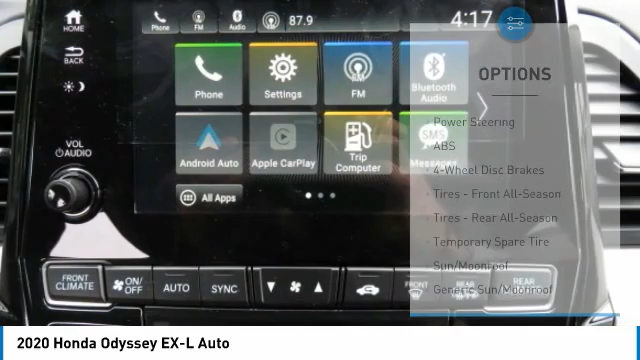 HOME
Phone
FM
Audio
87.9
4:17
BACK
OPTIONS
Phone
Settings
FM
Bluetooth Audio
Power Steering
ABS
4-Wheel Disc Brakes
Tires - Front All-Season
Tires - Rear All-Season
Temporary Spare Tire
Sun/Moonroof
Generic Sun/Moonroof
VOL
AUDIO
SMS
Android Auto
Apple CarPlay
Trip Computer
Messages
All Apps
FRONT CLIMATE
ON/OFF
AUTO
SYNC
FRONT
REAR
REAR
2020 Honda Odyssey EX-L Auto